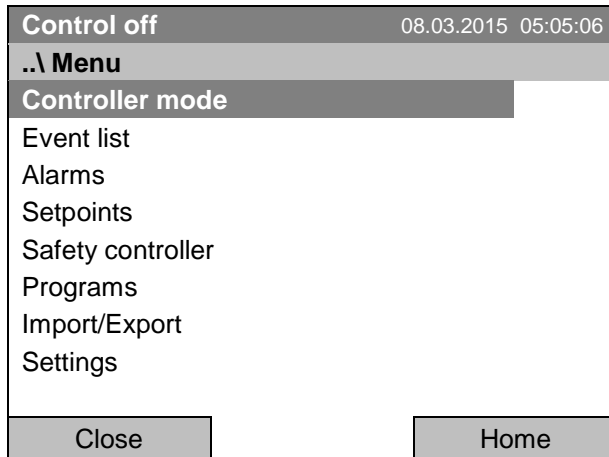 Control off 08.03.2015 05:05:06
..\ Menu
Controller mode
Event list
Alarms
Setpoints
Safety controller
Programs
Import/Export
Settings
Close Home